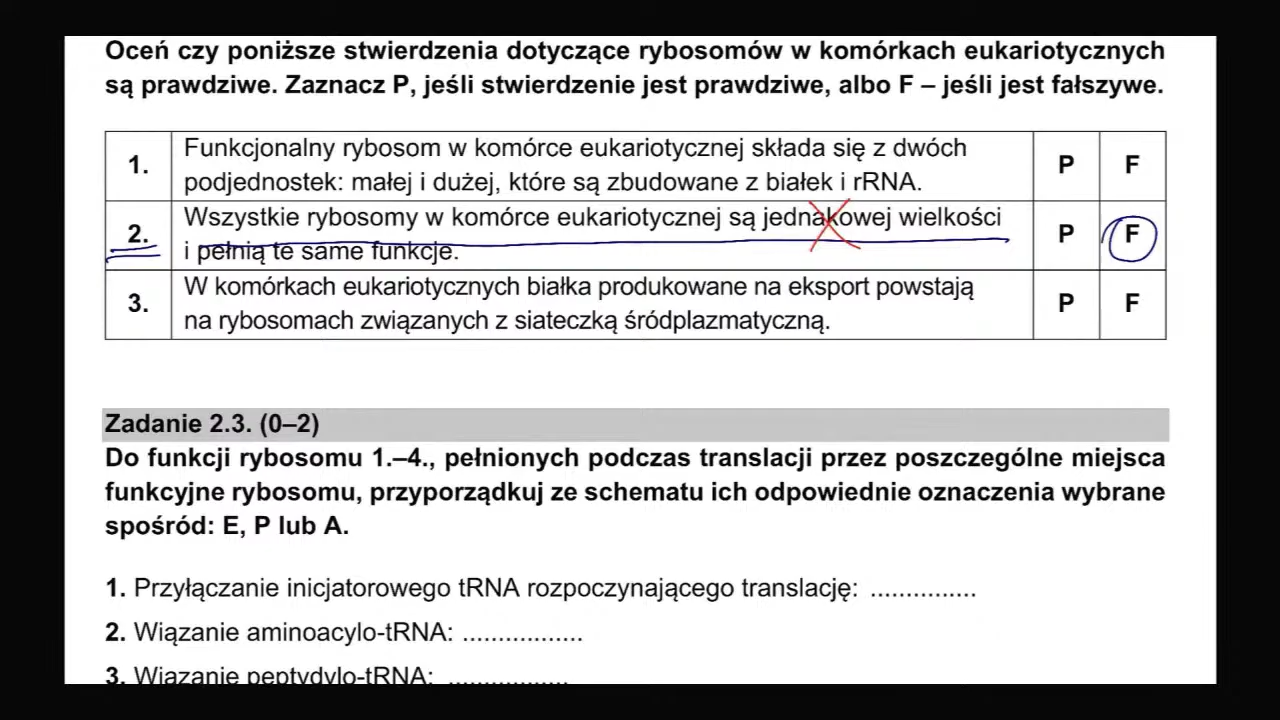 Oceń czy poniższe stwierdzenia dotyczące rybosomów w komórkach eukariotycznych
są prawdziwe. Zaznacz P, jeśli stwierdzenie jest prawdziwe, albo F – jeśli jest fałszywe.
1. Funkcjonalny rybosom w komórce eukariotycznej składa się z dwóch P F
podjednostek: małej i dużej, które są zbudowane z białek i rRNA.
2. Wszystkie rybosomy w komórce eukariotycznej są jednakowej wielkości P F
i pełnią te same funkcje.
3. W komórkach eukariotycznych białka produkowane na eksport powstają P F
na rybosomach związanych z siateczką śródplazmatyczną.
Zadanie 2.3. (0–2)
Do funkcji rybosomu 1.–4., pełnionych podczas translacji przez poszczególne miejsca
funkcyjne rybosomu, przyporządkuj ze schematu ich odpowiednie oznaczenia wybrane
spośród: E, P lub A.
1. Przyłączanie inicjatorowego tRNA rozpoczynającego translację: ...............
2. Wiązanie aminoacylo-tRNA: .................
3. Wiązanie peptydylo-tRNA: .................